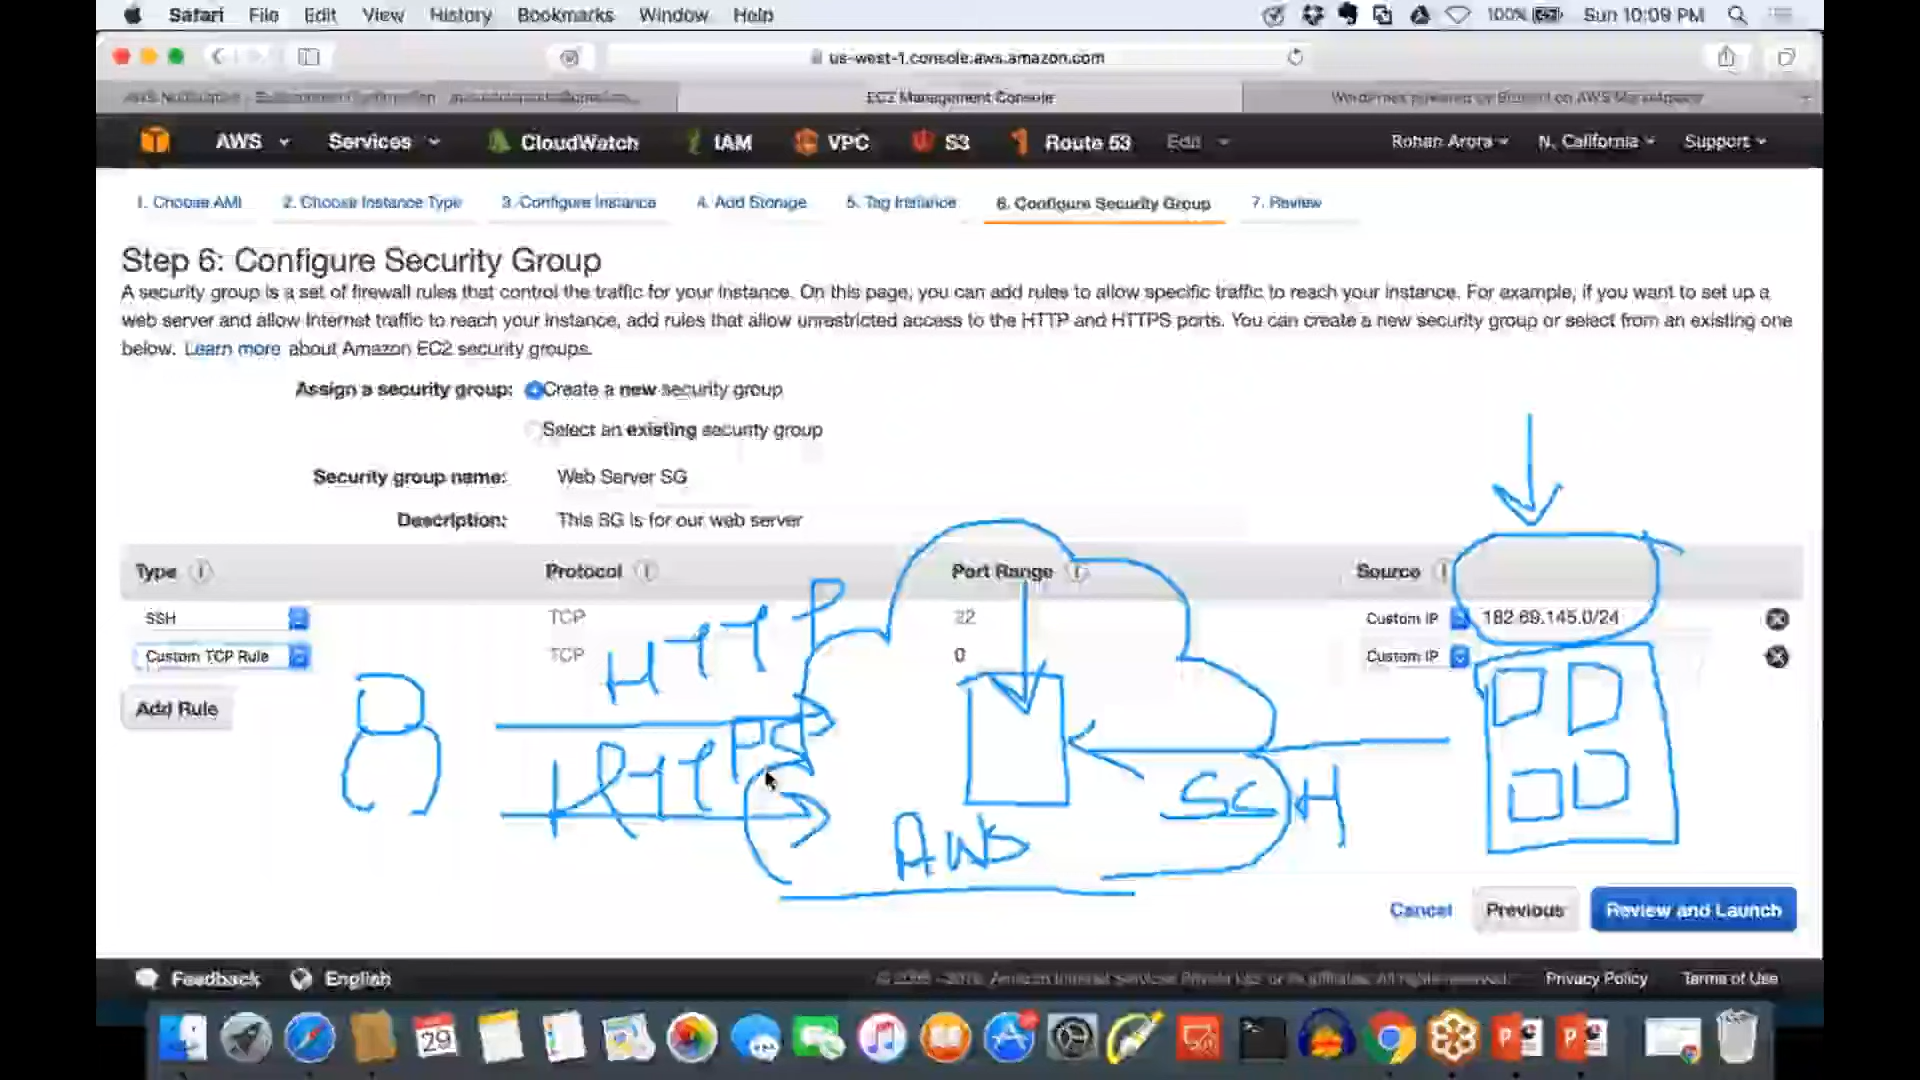 Safari File Edit View History Bookmarks Window Help 100% Sun 10:09 PM
us-west-1.console.aws.amazon.com
EC2 Management Console
Wordpress powered by Bitnami on AWS Marketplace
AWS Services CloudWatch IAM VPC S3 Route 53 Edit Rohan Arora N. California Support
1. Choose AMI 2. Choose Instance Type 3. Configure Instance 4. Add Storage 5. Tag Instance 6. Configure Security Group 7. Review
Step 6: Configure Security Group
A security group is a set of firewall rules that control the traffic for your instance. On this page, you can add rules to allow specific traffic to reach your instance. For example, if you want to set up a
web server and allow Internet traffic to reach your instance, add rules that allow unrestricted access to the HTTP and HTTPS ports. You can create a new security group or select from an existing one
below. Learn more about Amazon EC2 security groups.
Assign a security group: Create a new security group
Select an existing security group
Security group name: Web Server SG
Description: This SG is for our web server
Type Protocol Port Range Source
SSH TCP 22 Custom IP 182.69.145.0/24
Custom TCP Rule TCP 0 Custom IP
HTTP
Add Rule
AWS
SSH
Cancel Previous Review and Launch
Feedback English Privacy Policy Terms of Use
29